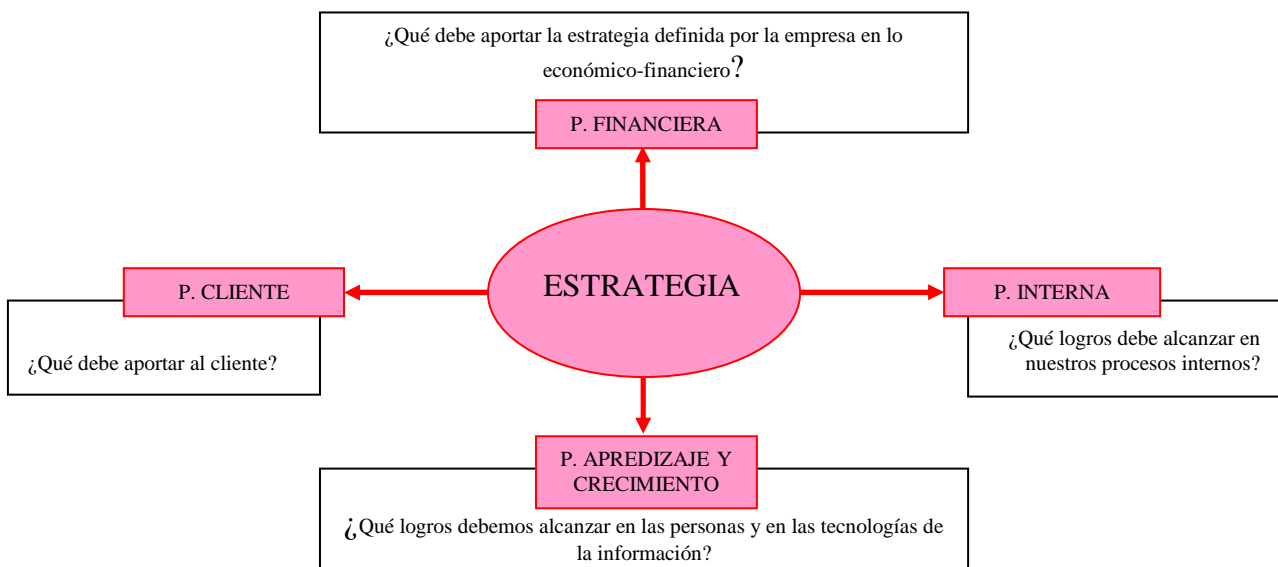 ¿Qué debe aportar la estrategia definida por la empresa en lo
económico-financiero?
P. FINANCIERA
ESTRATEGIA
P. CLIENTE
¿Qué debe aportar al cliente?
P. INTERNA
¿Qué logros debe alcanzar en
nuestros procesos internos?
P. APREDIZAJE Y
CRECIMIENTO
¿Qué logros debemos alcanzar en las personas y en las tecnologías de
la información?